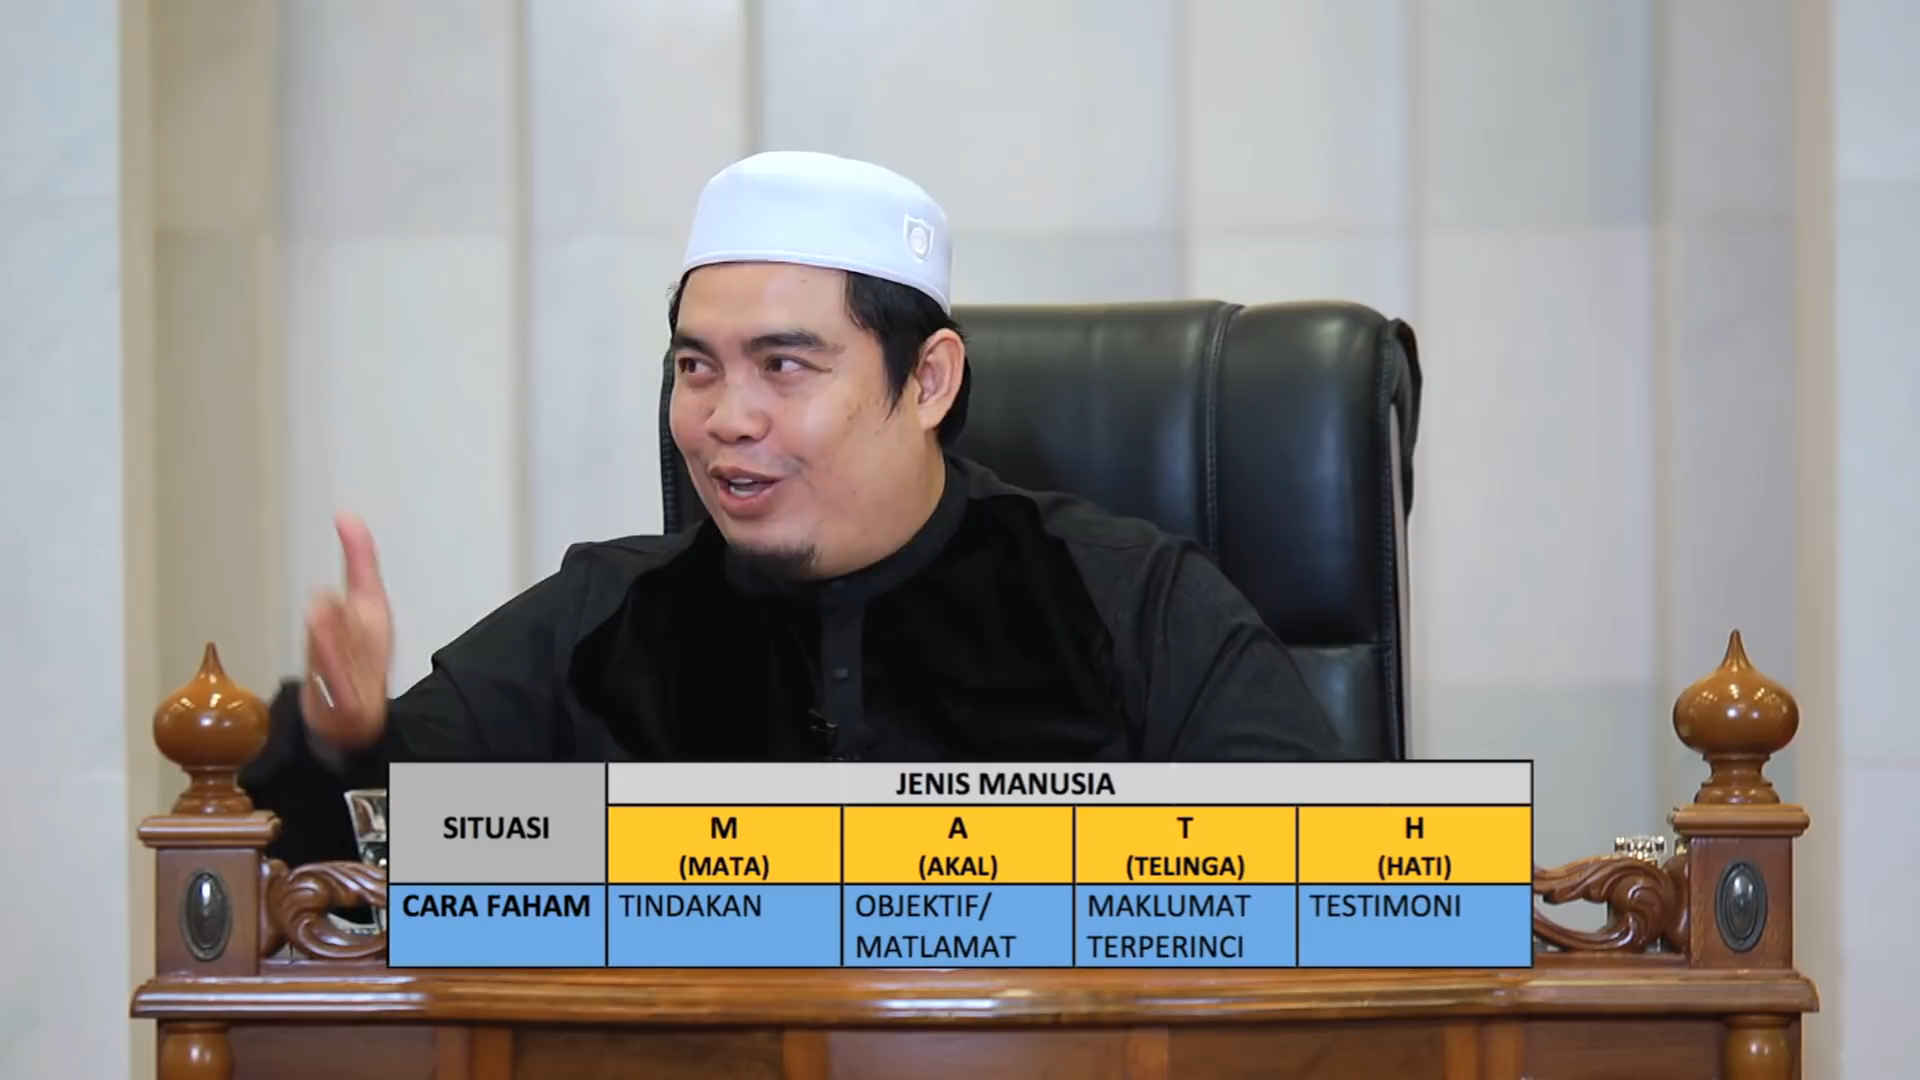 JENIS MANUSIA
SITUASI
M
(MATA)
A
(AKAL)
T
(TELINGA)
H
(HATI)
CARA FAHAM
TINDAKAN
OBJEKTIF/
MATLAMAT
MAKLUMAT
TERPERINCI
TESTIMONI